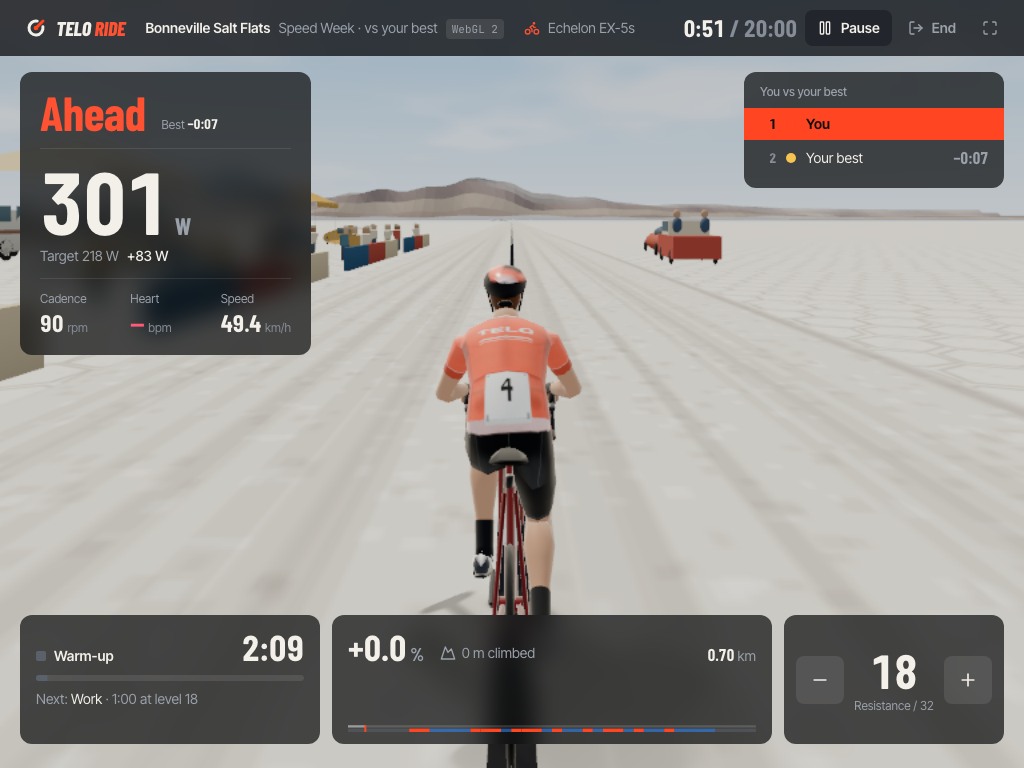 TELO RIDE Bonneville Salt Flats Speed Week · vs your best WebGL 2 Echelon EX-5s 0:51 / 20:00 Pause End
Ahead Best −0:07
301 W
Target 218 W +83 W
Cadence Heart Speed
90 rpm — bpm 49.4 km/h
You vs your best
1 You
2 Your best −0:07
TELO
4
Warm-up 2:09
Next: Work · 1:00 at level 18
+0.0 % 0 m climbed 0.70 km
− 18 +
Resistance / 32